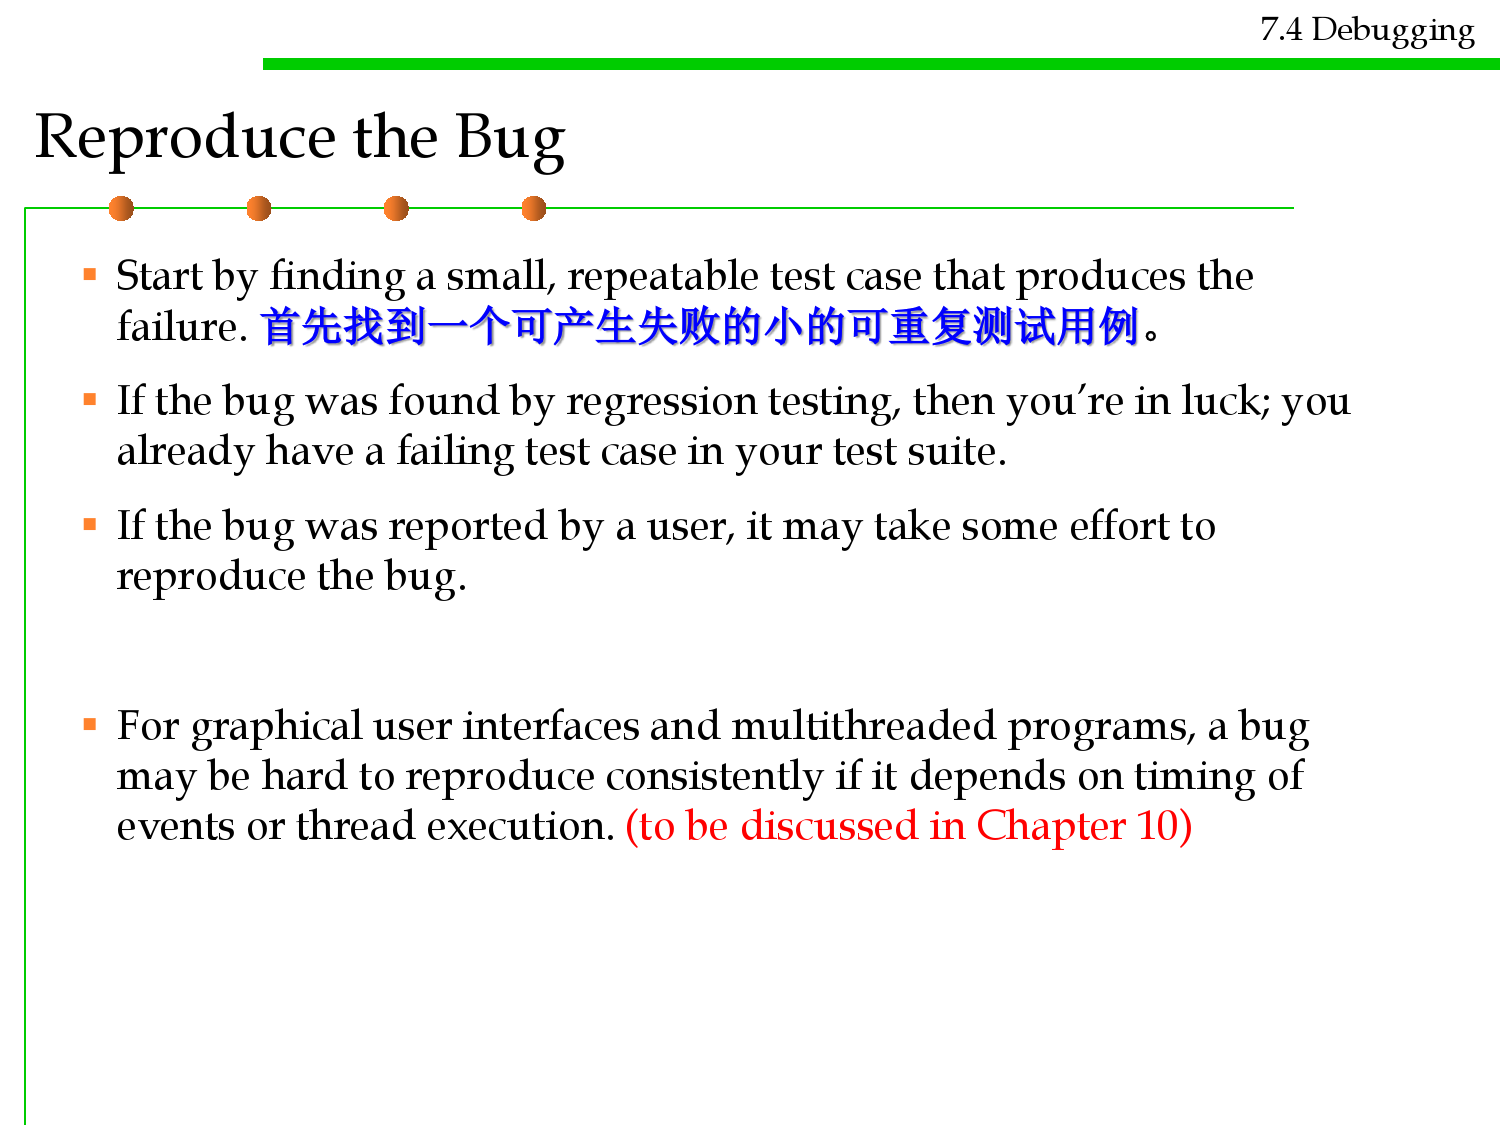 7.4 Debugging
Reproduce the Bug
Start by finding a small, repeatable test case that produces the
failure. 首先找到一个可产生失败的小的可重复测试用例。
If the bug was found by regression testing, then you’re in luck; you
already have a failing test case in your test suite.
If the bug was reported by a user, it may take some effort to
reproduce the bug.
For graphical user interfaces and multithreaded programs, a bug
may be hard to reproduce consistently if it depends on timing of
events or thread execution. (to be discussed in Chapter 10)